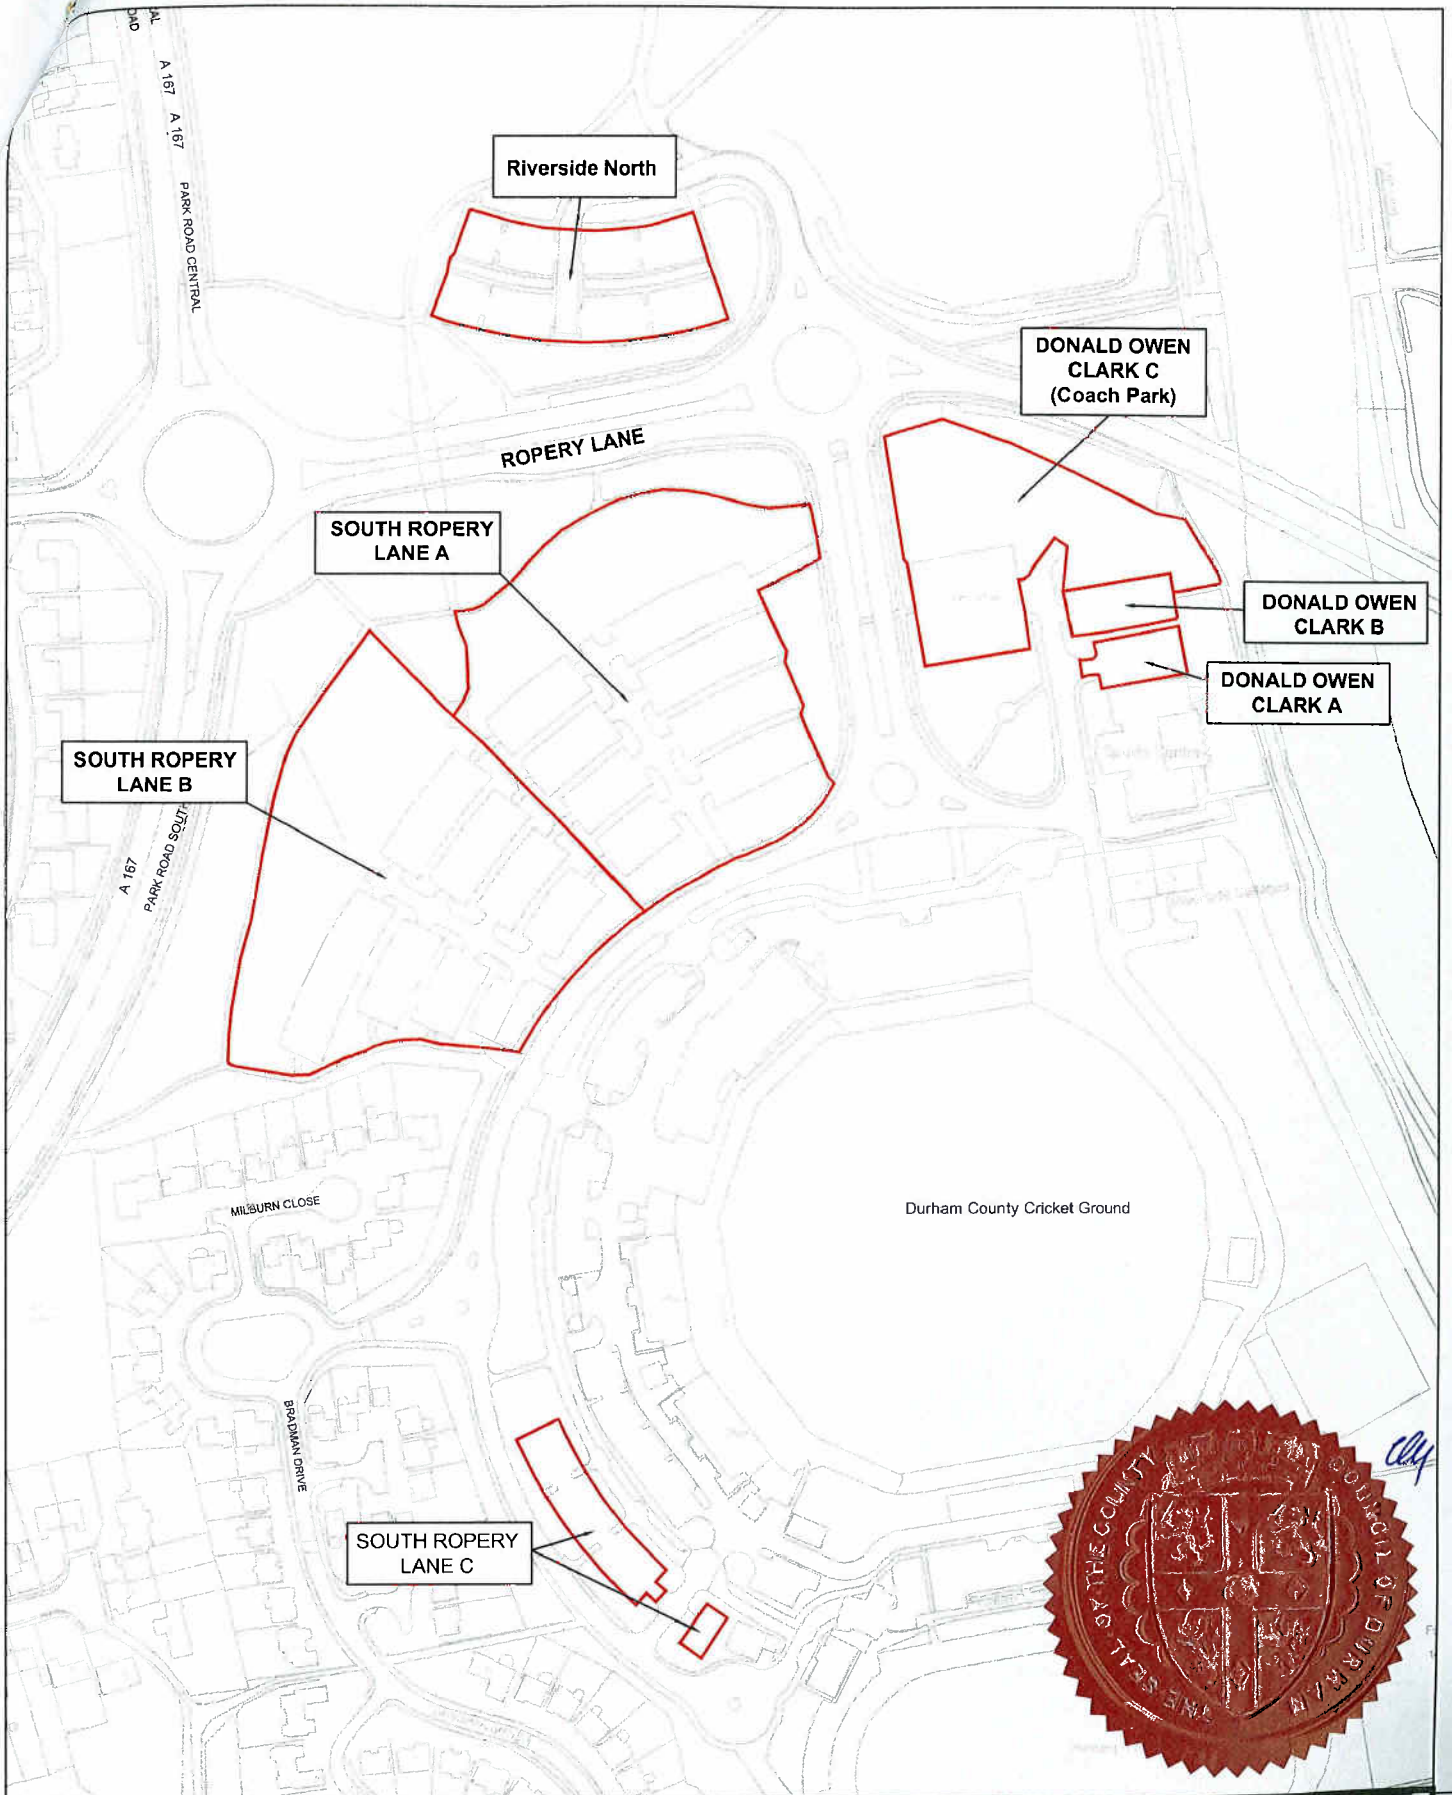 A 167
A 167
PARK ROAD CENTRAL
Riverside North
DONALD OWEN
CLARK C
(Coach Park)
ROPERY LANE
SOUTH ROPERY
LANE A
DONALD OWEN
CLARK B
DONALD OWEN
CLARK A
SOUTH ROPERY
LANE B
A 167
PARK ROAD SOUTH
MILBURN CLOSE
Durham County Cricket Ground
BRADMAN DRIVE
SOUTH ROPERY
LANE C
THE SEAL OF THE COUNTY COUNCIL OF DURHAM